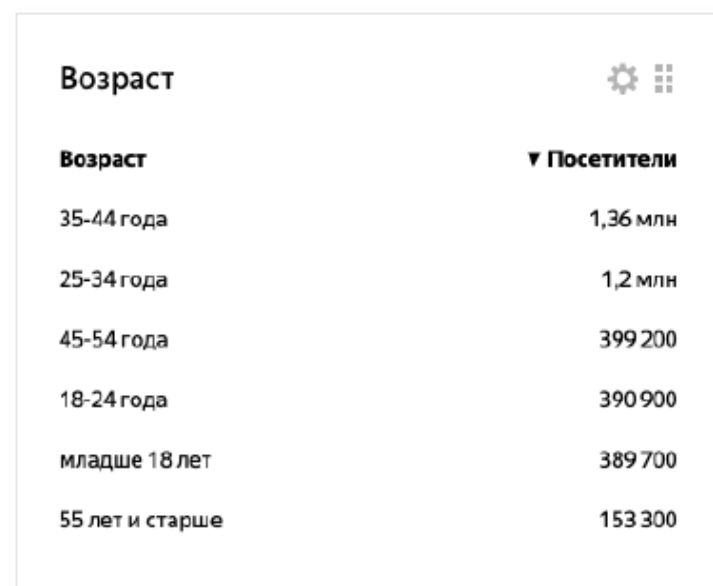 Возраст
Возраст ▼ Посетители
35-44 года 1,36 млн
25-34 года 1,2 млн
45-54 года 399 200
18-24 года 390 900
младше 18 лет 389 700
55 лет и старше 153 300